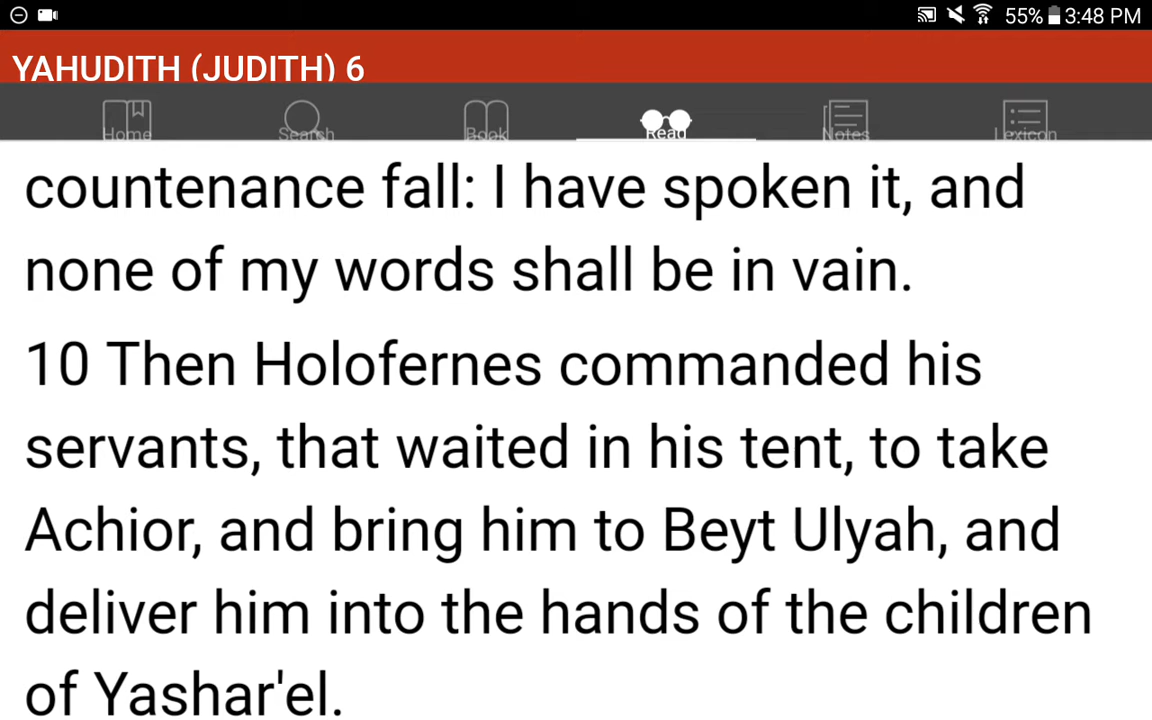 55% 3:48 PM
YAHUDITH (JUDITH) 6
Home Search Book Read Notes Lexicon
countenance fall: I have spoken it, and
none of my words shall be in vain.
10 Then Holofernes commanded his
servants, that waited in his tent, to take
Achior, and bring him to Beyt Ulyah, and
deliver him into the hands of the children
of Yashar'el.